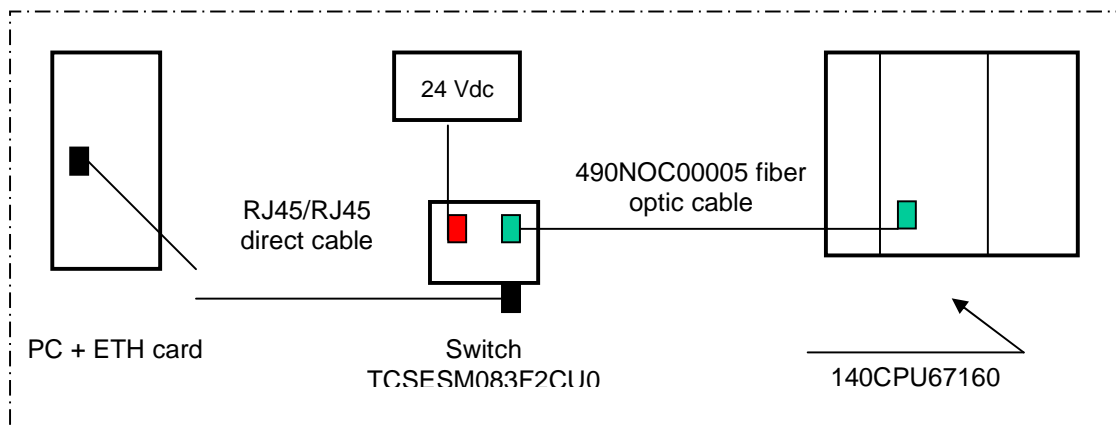 24 Vdc
490NOC00005 fiber
optic cable
RJ45/RJ45
direct cable
PC + ETH card
Switch
TCSESM083F2CU0
140CPU67160